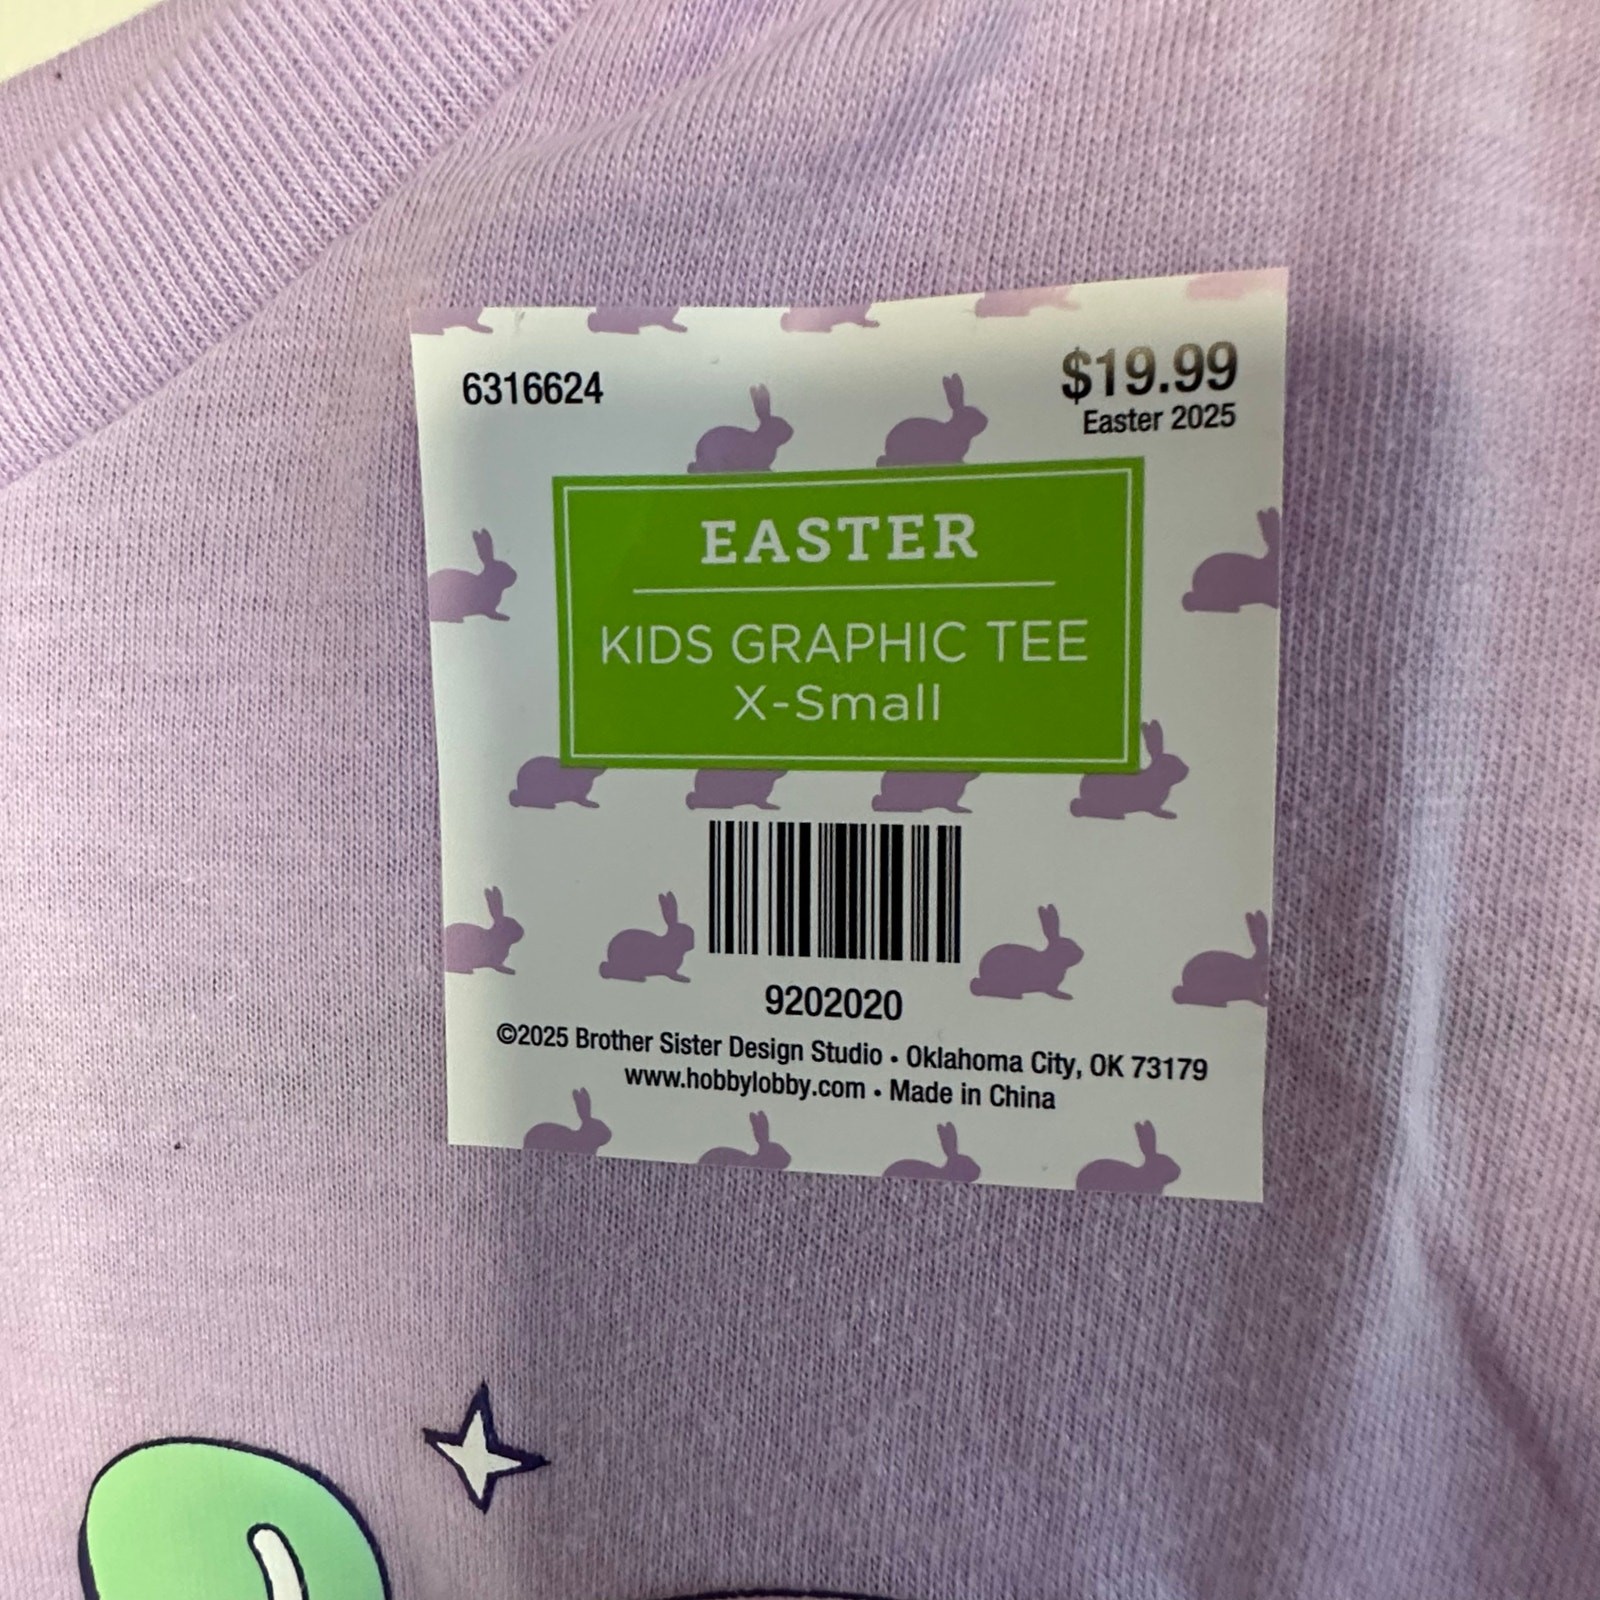 6316624
$19.99
Easter 2025
EASTER
KIDS GRAPHIC TEE
X-Small
9202020
©2025 Brother Sister Design Studio • Oklahoma City, OK 73179
www.hobbylobby.com • Made in China